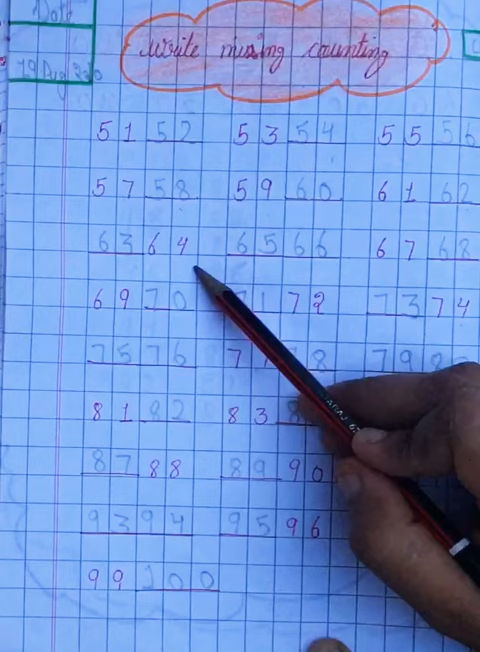 Date
write missing counting
51 52 53 54 55 56
57 58 59 60 61 62
63 64 65 66 67 68
69 70 71 72 73 74
75 76 77 78 79 80
81 82 83
87 88 89 90
93 94 95 96
99 100